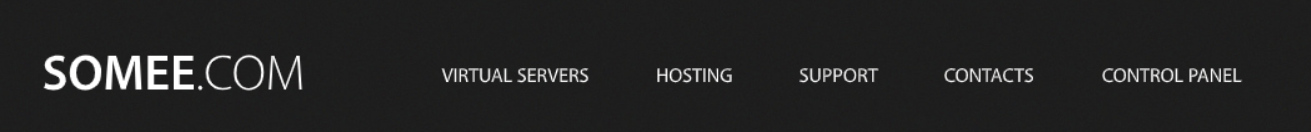 SOMEE.COM VIRTUAL SERVERS HOSTING SUPPORT CONTACTS CONTROL PANEL